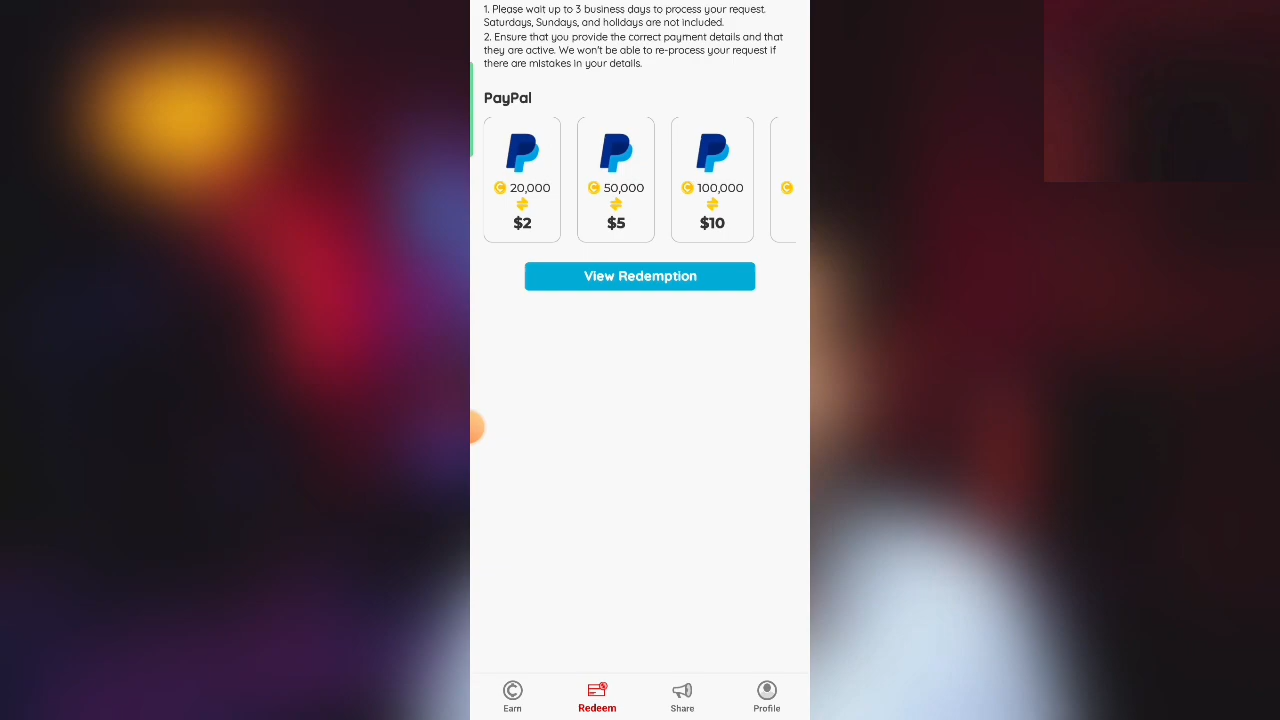 1. Please wait up to 3 business days to process your request.
Saturdays, Sundays, and holidays are not included.
2. Ensure that you provide the correct payment details and that
they are active. We won't be able to re-process your request if
there are mistakes in your details.
PayPal
20,000 50,000 100,000
$2 $5 $10
View Redemption
Earn Redeem Share Profile